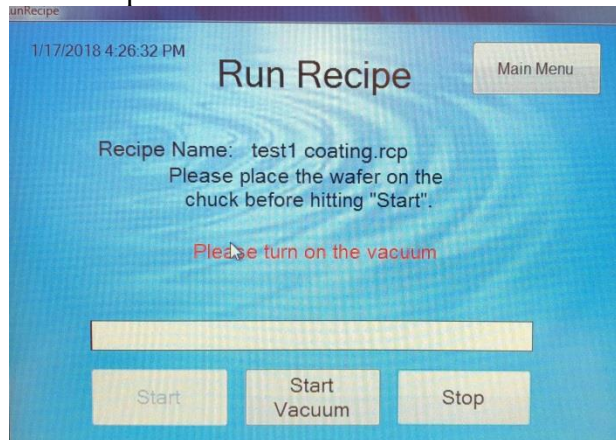 RunRecipe
1/17/2018 4:26:32 PM
Run Recipe
Main Menu
Recipe Name: test1 coating.rcp
Please place the wafer on the
chuck before hitting "Start".
Please turn on the vacuum
Start
Start
Vacuum
Stop